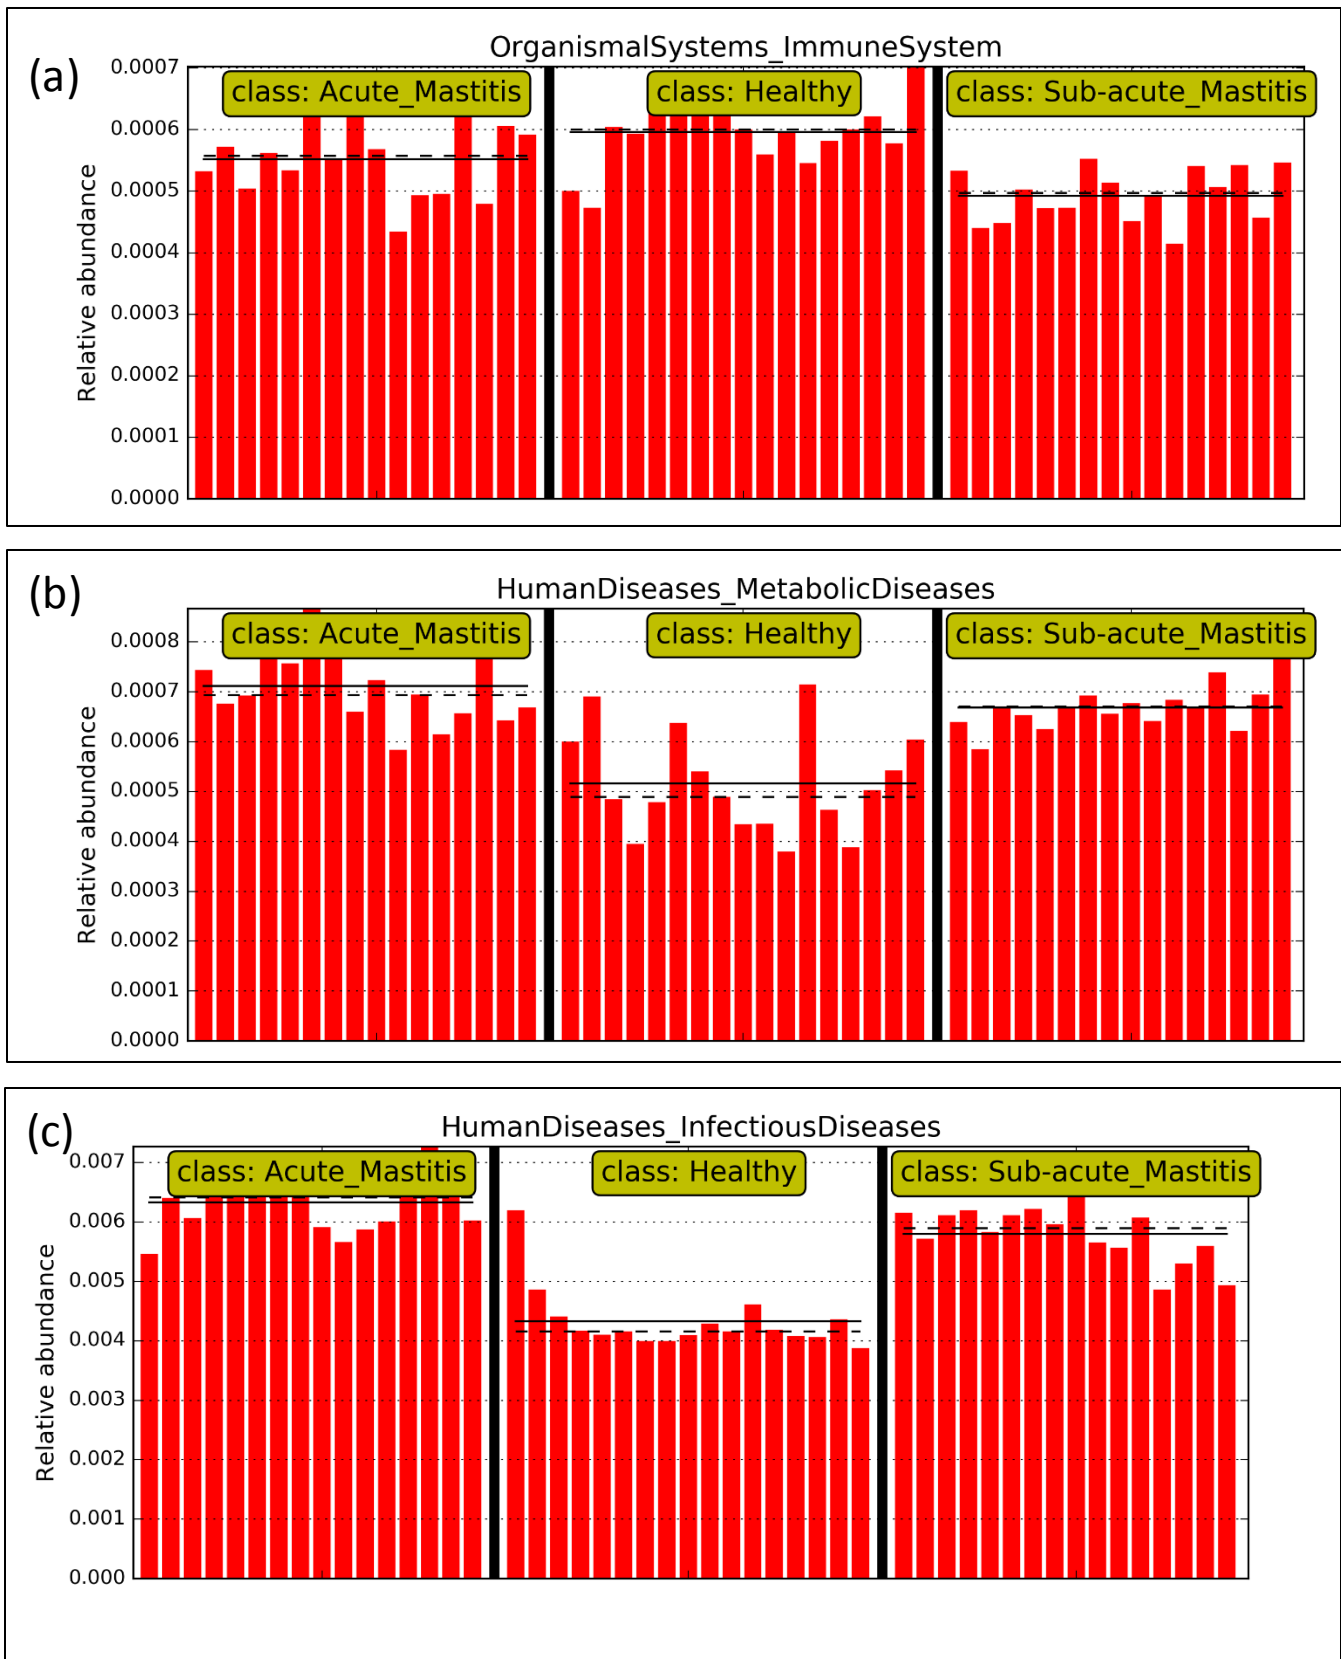 (a)
OrganismalSystems_ImmuneSystem
class: Acute_Mastitis
class: Healthy
class: Sub-acute_Mastitis
Relative abundance
0.0007
0.0006
0.0005
0.0004
0.0003
0.0002
0.0001
0.0000
(b)
HumanDiseases_MetabolicDiseases
class: Acute_Mastitis
class: Healthy
class: Sub-acute_Mastitis
Relative abundance
0.0008
0.0007
0.0006
0.0005
0.0004
0.0003
0.0002
0.0001
0.0000
(c)
HumanDiseases_InfectiousDiseases
class: Acute_Mastitis
class: Healthy
class: Sub-acute_Mastitis
Relative abundance
0.007
0.006
0.005
0.004
0.003
0.002
0.001
0.000